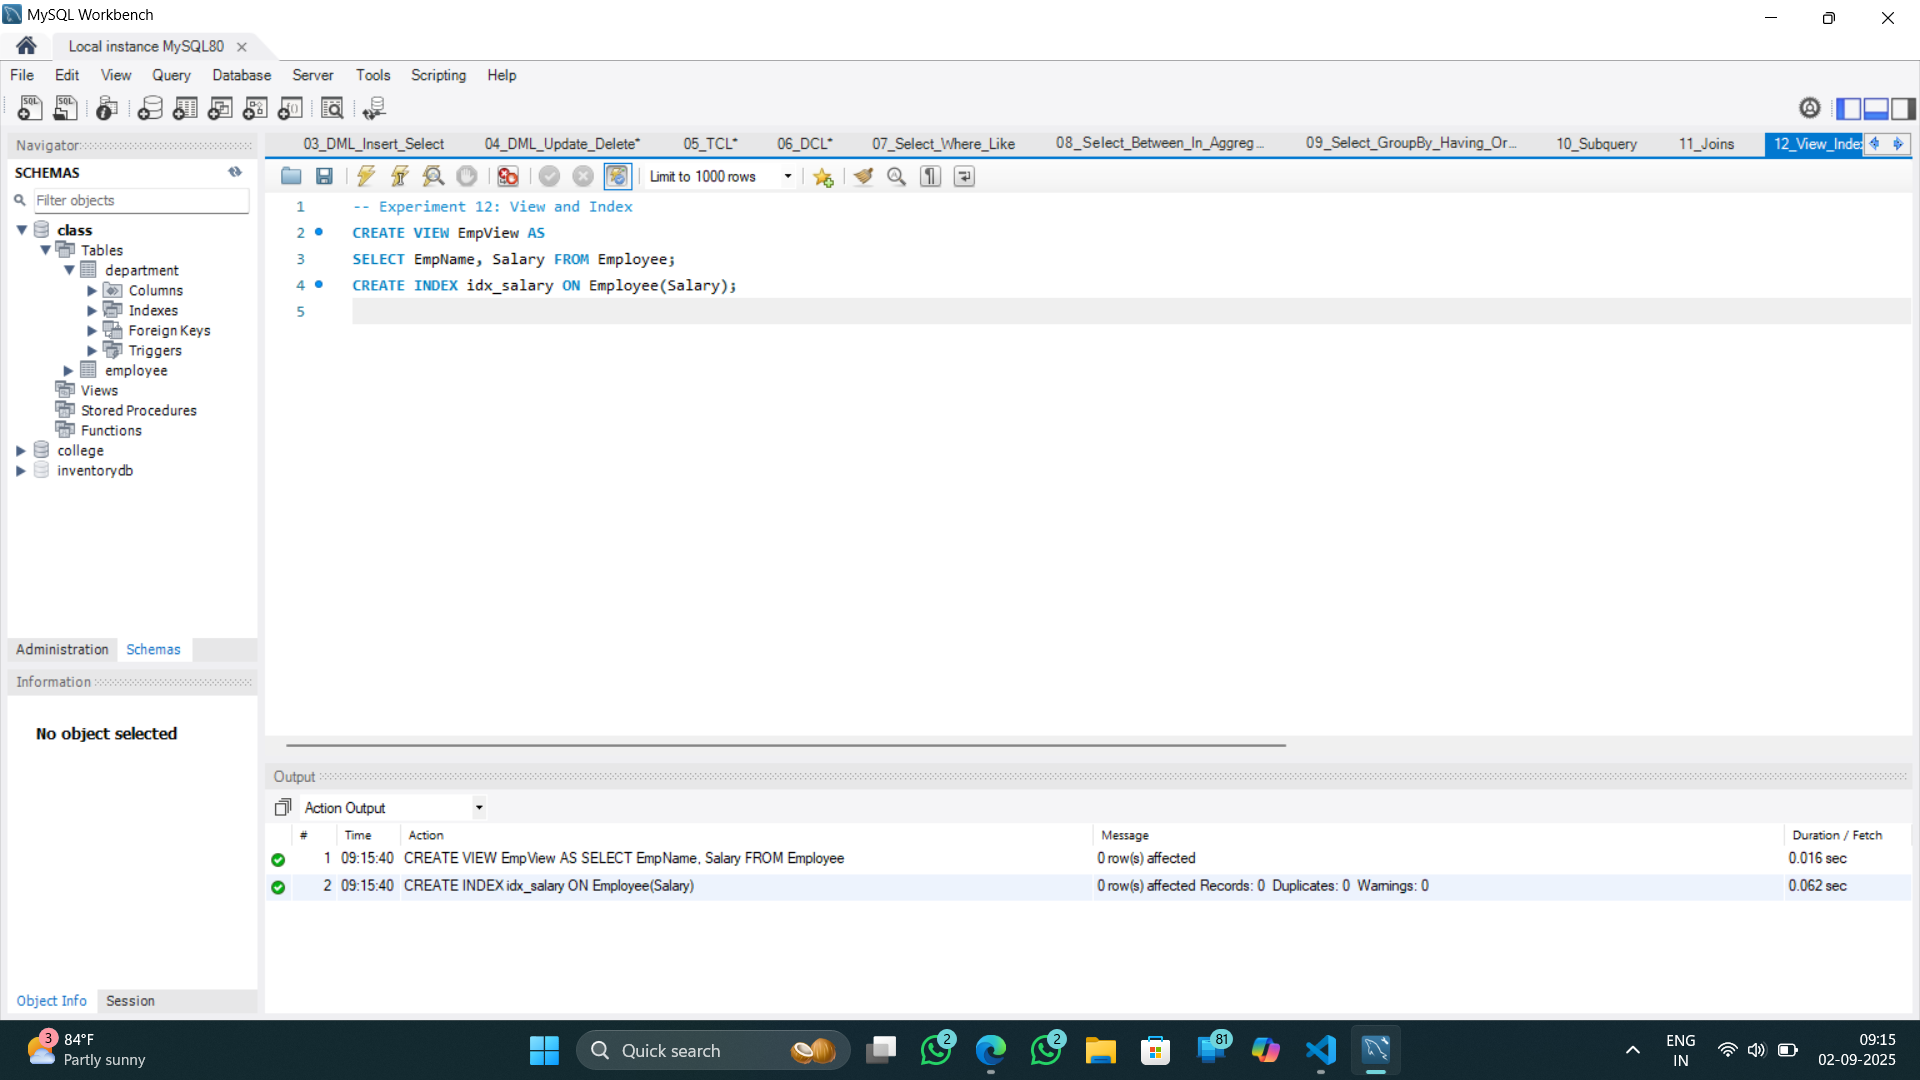 MySQL Workbench
Local instance MySQL80
File Edit View Query Database Server Tools Scripting Help
Navigator
SCHEMAS
Filter objects
class
Tables
department
Columns
Indexes
Foreign Keys
Triggers
employee
Views
Stored Procedures
Functions
college
inventorydb
Administration Schemas
Information
No object selected
Object Info Session
03_DML_Insert_Select 04_DML_Update_Delete* 05_TCL* 06_DCL* 07_Select_Where_Like 08_Select_Between_In_Aggreg... 09_Select_GroupBy_Having_Or... 10_Subquery 11_Joins 12_View_Index
Limit to 1000 rows
1 -- Experiment 12: View and Index
2 CREATE VIEW EmpView AS
3 SELECT EmpName, Salary FROM Employee;
4 CREATE INDEX idx_salary ON Employee(Salary);
5
Output
Action Output
# Time Action Message Duration / Fetch
1 09:15:40 CREATE VIEW EmpView AS SELECT EmpName, Salary FROM Employee 0 row(s) affected 0.016 sec
2 09:15:40 CREATE INDEX idx_salary ON Employee(Salary) 0 row(s) affected Records: 0 Duplicates: 0 Warnings: 0 0.062 sec
3
84°F
Partly sunny
Quick search
2
2
81
ENG
IN
09:15
02-09-2025